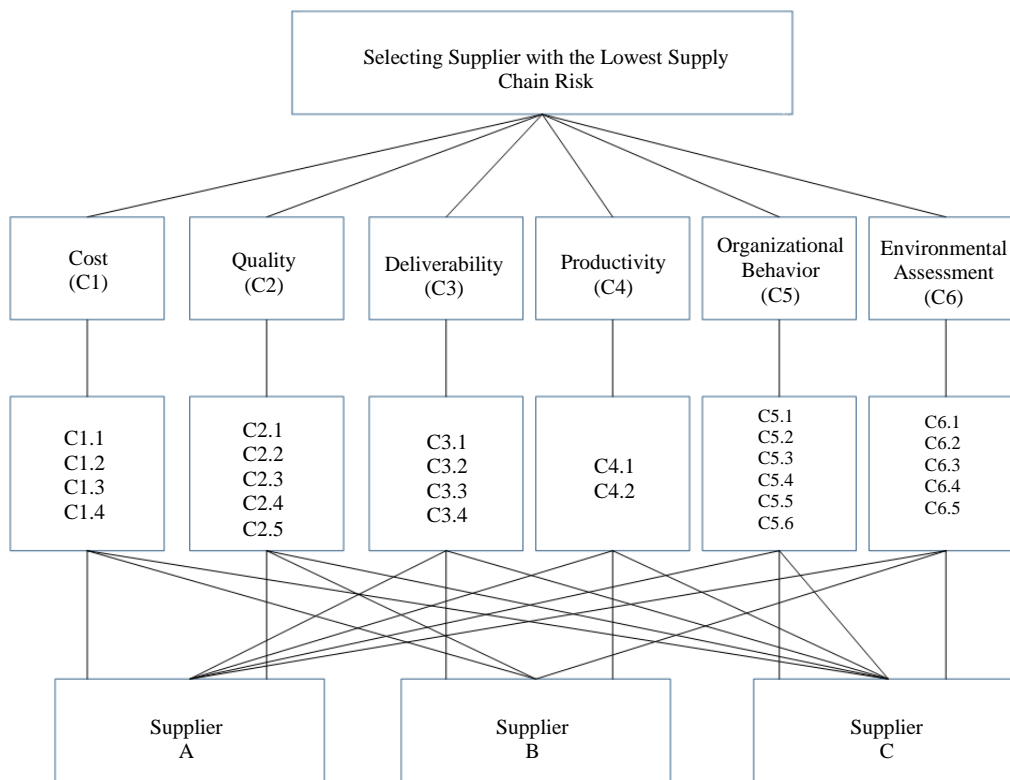 Selecting Supplier with the Lowest Supply
Chain Risk
Cost
(C1)
Quality
(C2)
Deliverability
(C3)
Productivity
(C4)
Organizational
Behavior
(C5)
Environmental
Assessment
(C6)
C1.1
C1.2
C1.3
C1.4
C2.1
C2.2
C2.3
C2.4
C2.5
C3.1
C3.2
C3.3
C3.4
C4.1
C4.2
C5.1
C5.2
C5.3
C5.4
C5.5
C5.6
C6.1
C6.2
C6.3
C6.4
C6.5
Supplier
A
Supplier
B
Supplier
C